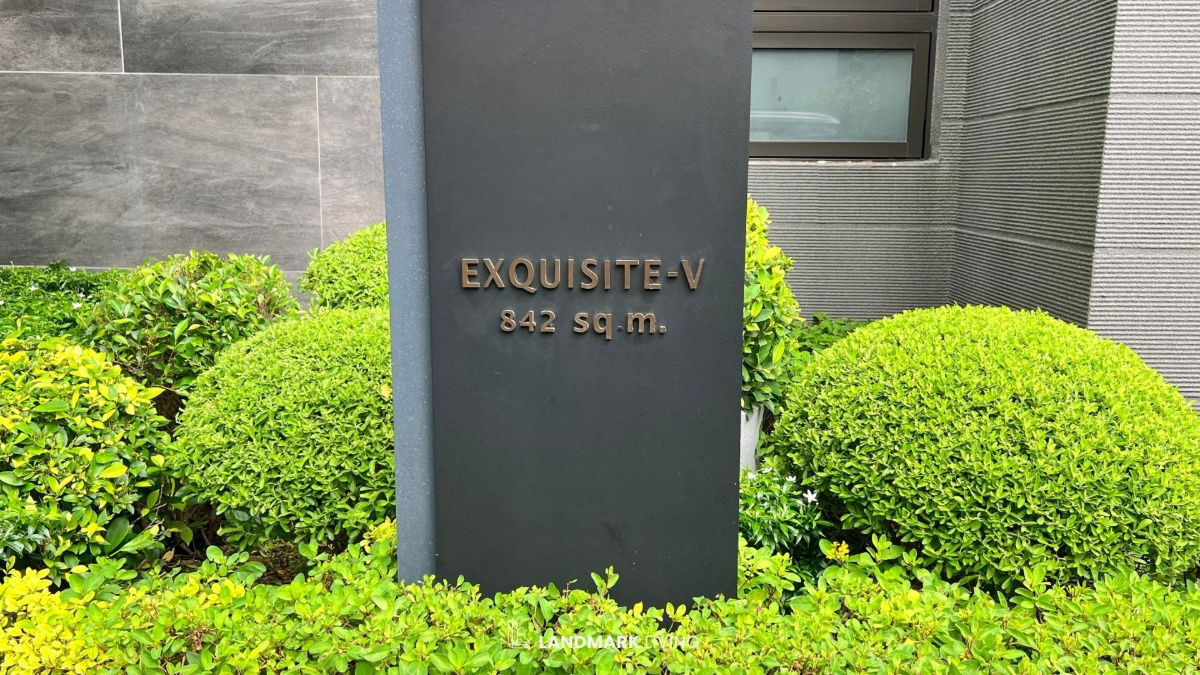 EXQUISITE-V
842 sq.m.
LANDMARK LIVING